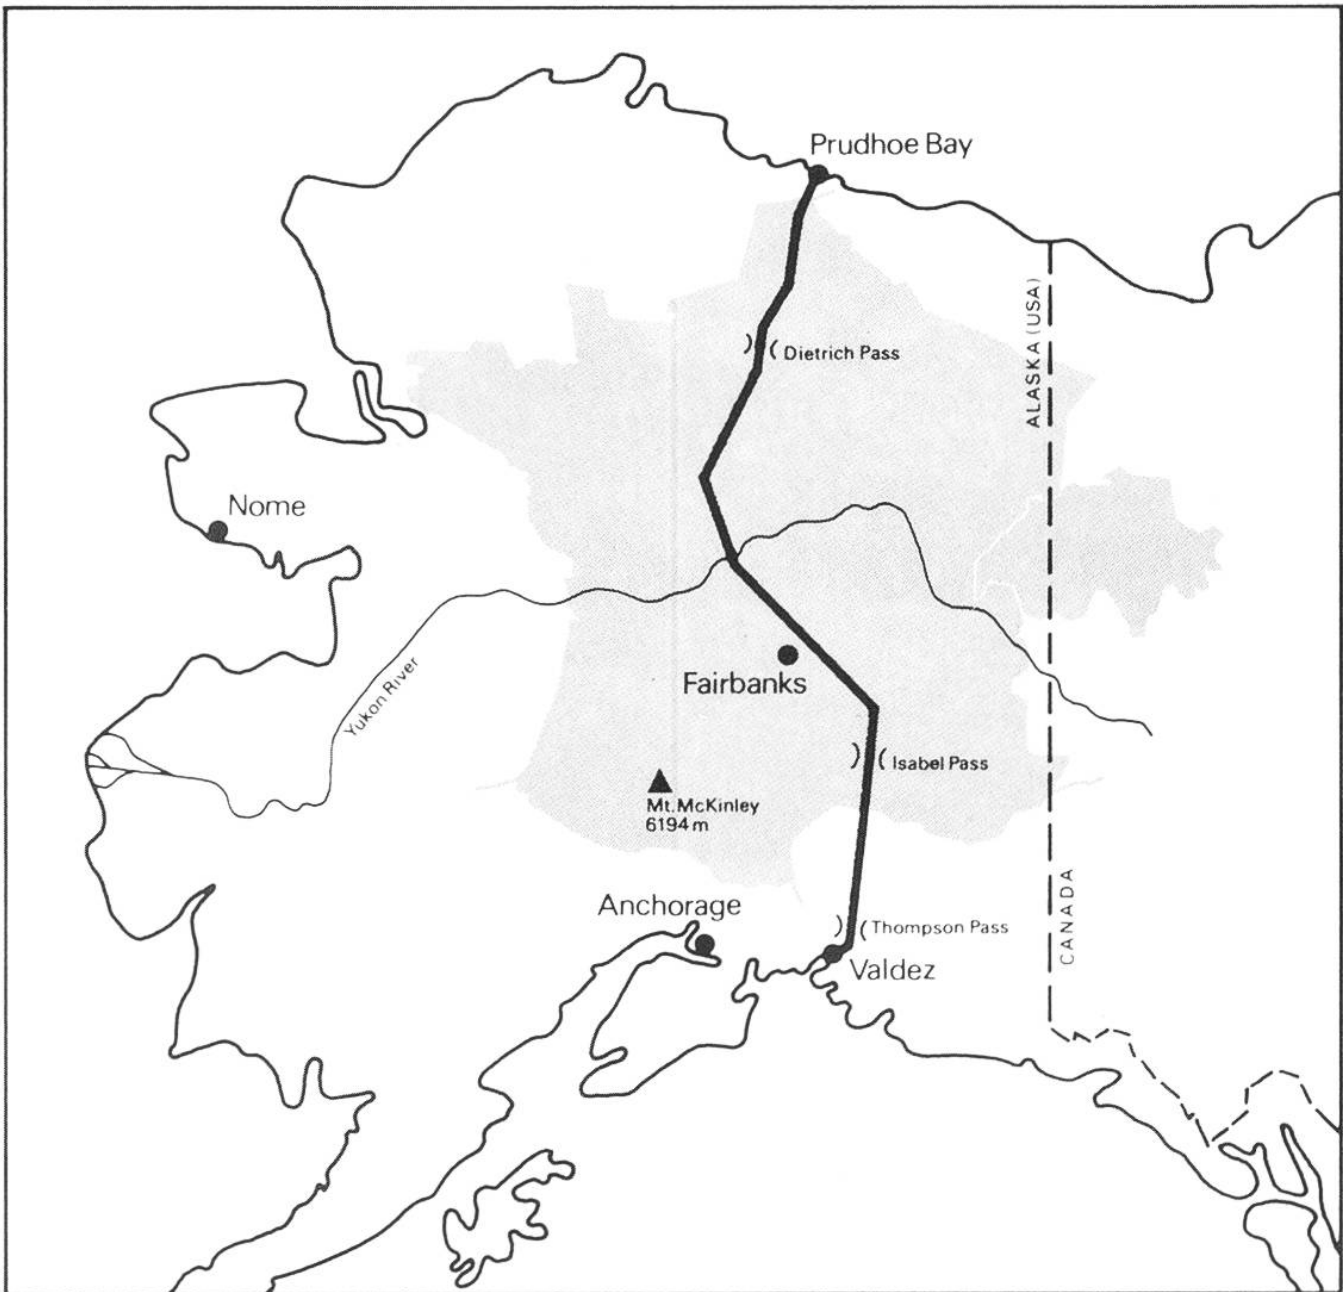 Prudhoe Bay
ALASKA (USA)
Dietrich Pass
Nome
Yukon River
Fairbanks
Isabel Pass
Mt. McKinley
6194 m
CANADA
Anchorage
Thompson Pass
Valdez